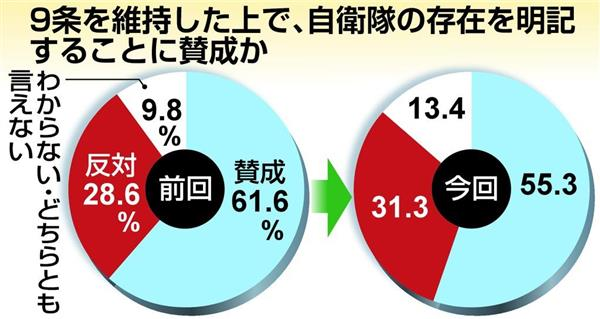 9条を維持した上で、自衛隊の存在を明記
することに賛成か
わからない・どちらとも
言えない
9.8
%
反対
28.6
%
前回
賛成
61.6
%
13.4
31.3
今回
55.3